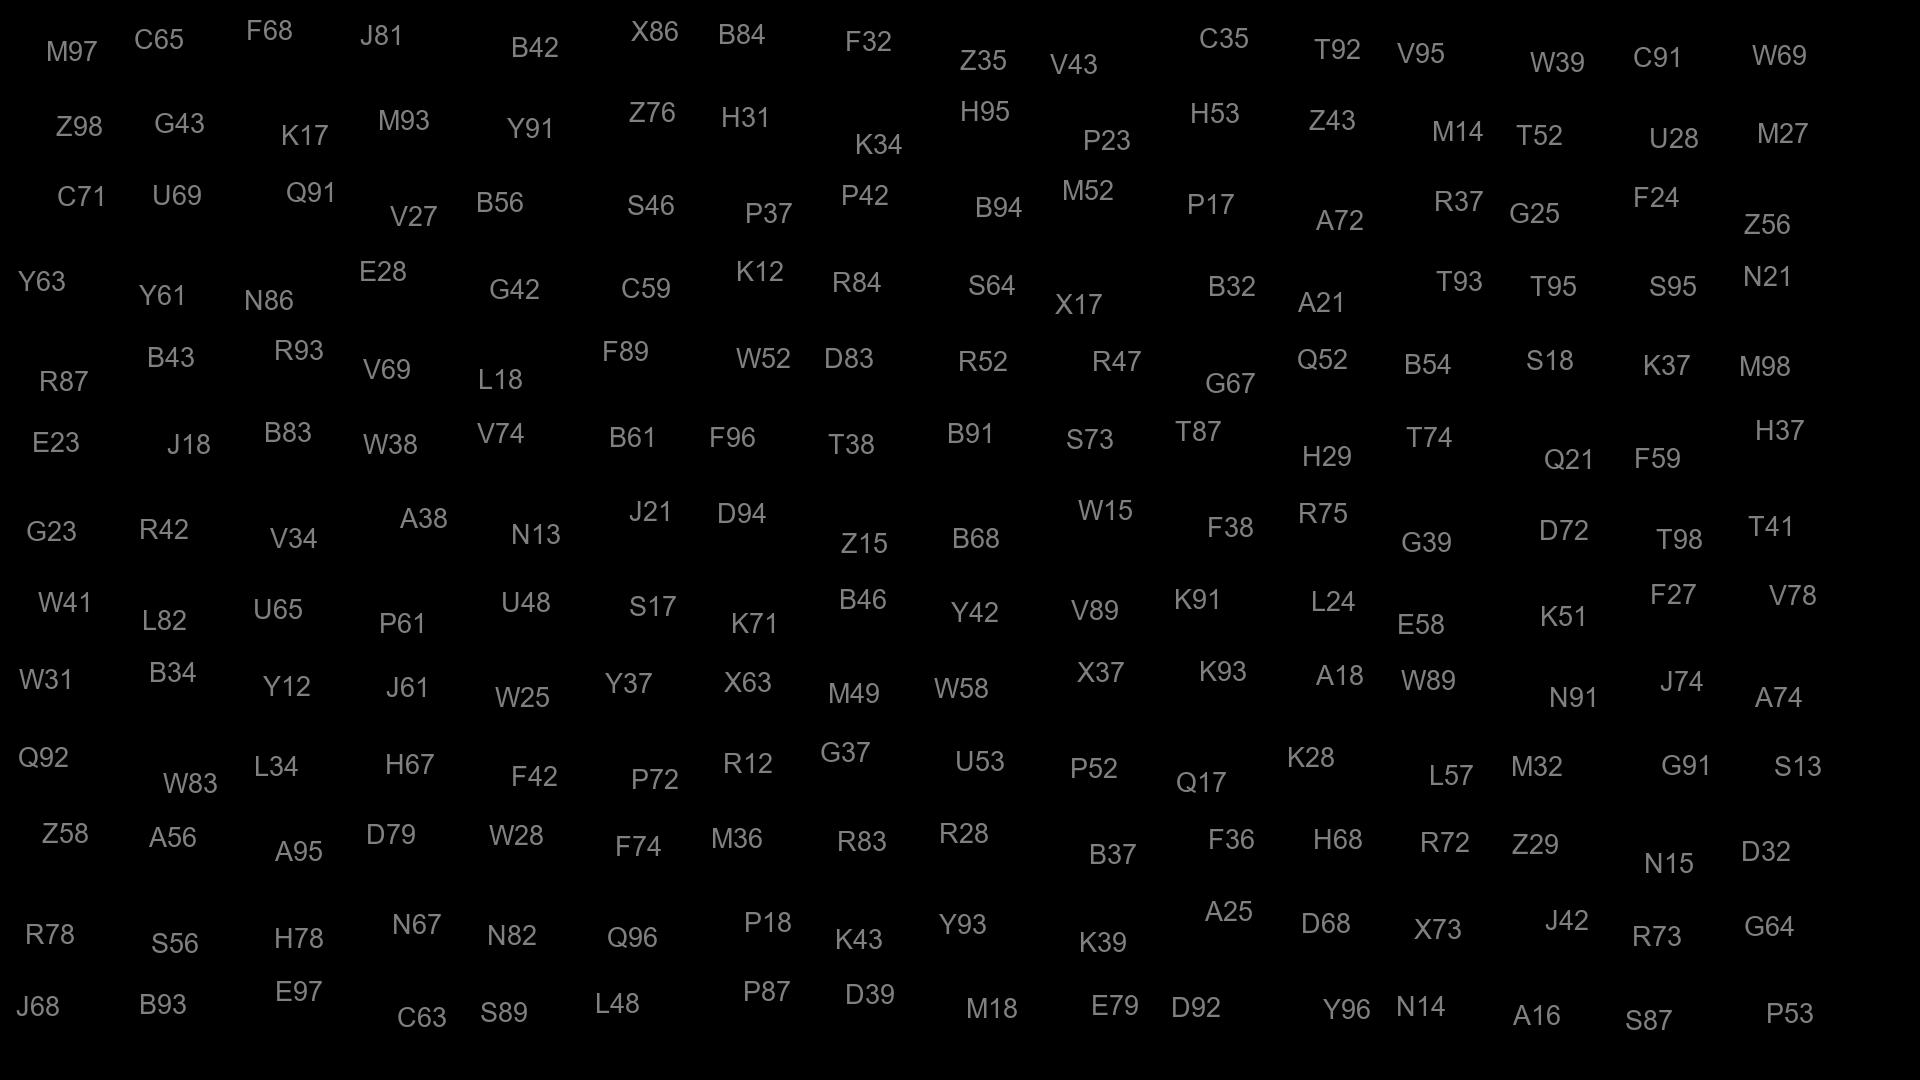 M97 C65 F68 J81 B42 X86 B84 F32 Z35 V43 C35 T92 V95 W39 C91 W69
Z98 G43 K17 M93 Y91 Z76 H31 K34 H95 P23 H53 Z43 M14 T52 U28 M27
C71 U69 Q91 V27 B56 S46 P37 P42 B94 M52 P17 A72 R37 G25 F24 Z56
Y63 Y61 N86 E28 G42 C59 K12 R84 S64 X17 B32 A21 T93 T95 S95 N21
R87 B43 R93 V69 L18 F89 W52 D83 R52 R47 G67 Q52 B54 S18 K37 M98
E23 J18 B83 W38 V74 B61 F96 T38 B91 S73 T87 H29 T74 Q21 F59 H37
G23 R42 V34 A38 N13 J21 D94 Z15 B68 W15 F38 R75 G39 D72 T98 T41
W41 L82 U65 P61 U48 S17 K71 B46 Y42 V89 K91 L24 E58 K51 F27 V78
W31 B34 Y12 J61 W25 Y37 X63 M49 W58 X37 K93 A18 W89 N91 J74 A74
Q92 W83 L34 H67 F42 P72 R12 G37 U53 P52 Q17 K28 L57 M32 G91 S13
Z58 A56 A95 D79 W28 F74 M36 R83 R28 B37 F36 H68 R72 Z29 N15 D32
R78 S56 H78 N67 N82 Q96 P18 K43 Y93 K39 A25 D68 X73 J42 R73 G64
J68 B93 E97 C63 S89 L48 P87 D39 M18 E79 D92 Y96 N14 A16 S87 P53